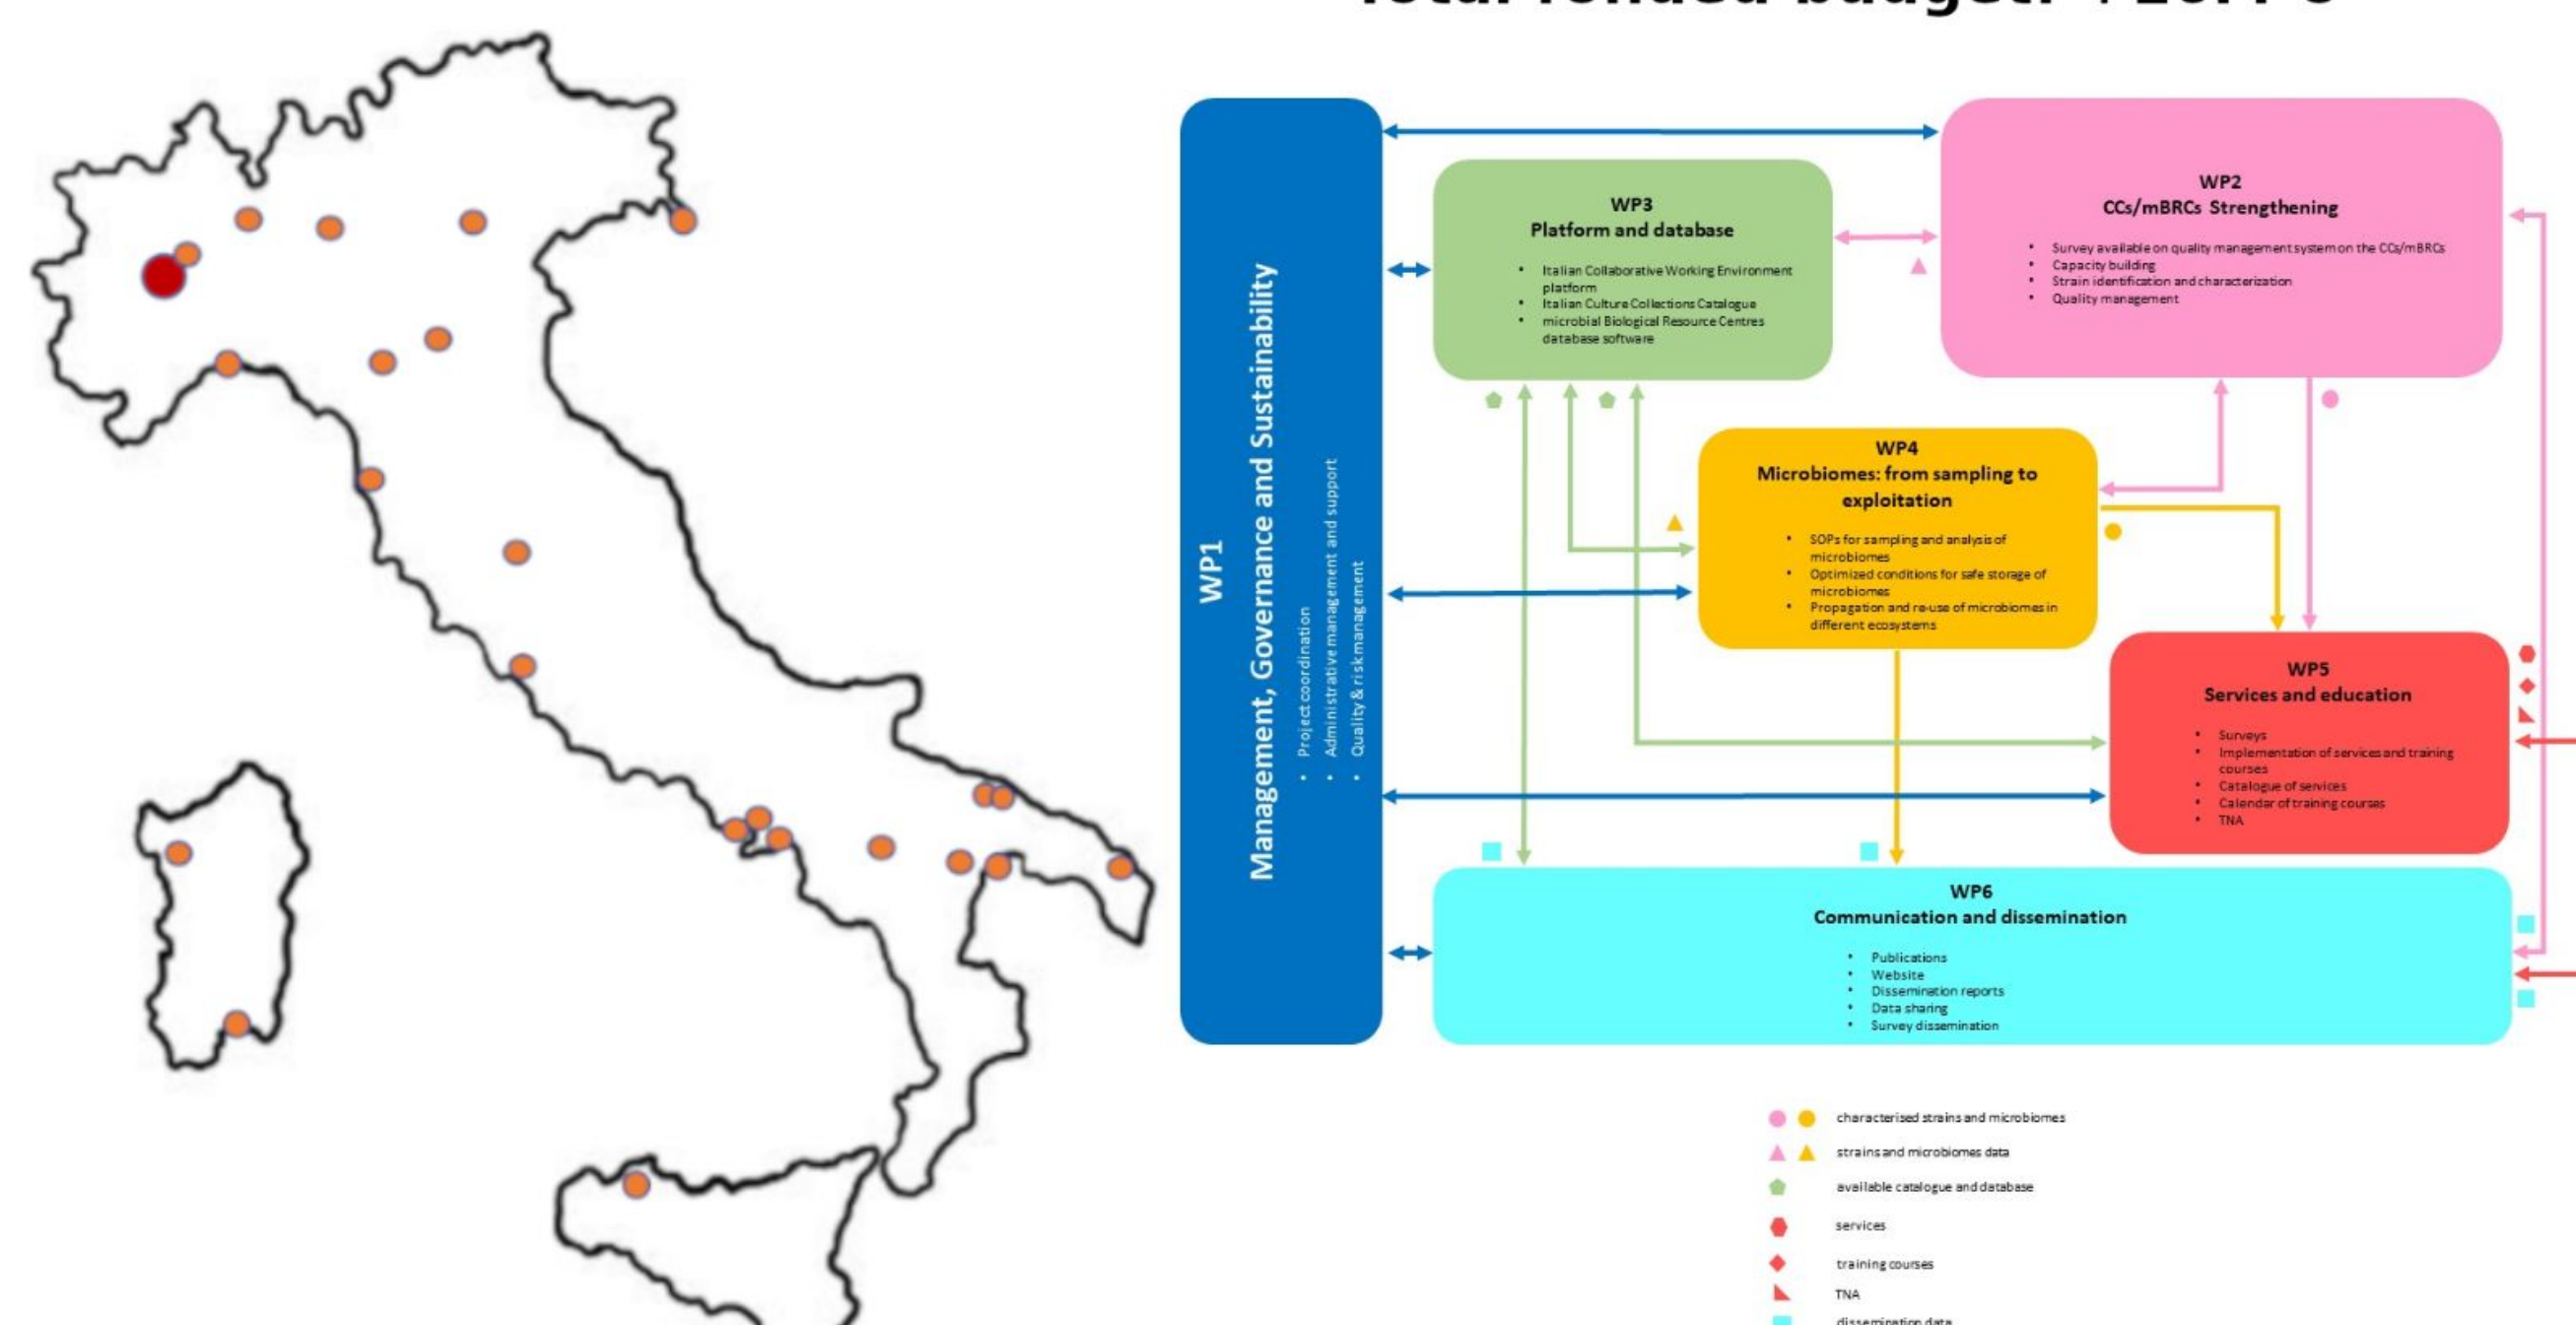 WP1
Management, Governance and Sustainability
• Project coordination
• Administrative management and support
• Quality & risk management
WP2
CCs/mBRCs Strengthening
• Survey available on quality management system on the CCs/mBRCs
• Capacity building
• Strain identification and characterization
• Quality management
WP3
Platform and database
• Italian Collaborative Working Environment
platform
• Italian Culture Collections Catalogue
• microbial Biological Resource Centres
database software
WP4
Microbiomes: from sampling to
exploitation
• SOPs for sampling and analysis of
microbiomes
• Optimized conditions for safe storage of
microbiomes
• Propagation and re-use of microbiomes in
different ecosystems
WP5
Services and education
• Surveys
• Implementation of services and training
courses
• Catalogue of services
• Calendar of training courses
• TNA
WP6
Communication and dissemination
• Publications
• Website
• Dissemination reports
• Data sharing
• Survey dissemination
characterised strains and microbiomes
strains and microbiomes data
available catalogue and database
services
training courses
TNA
dissemination data